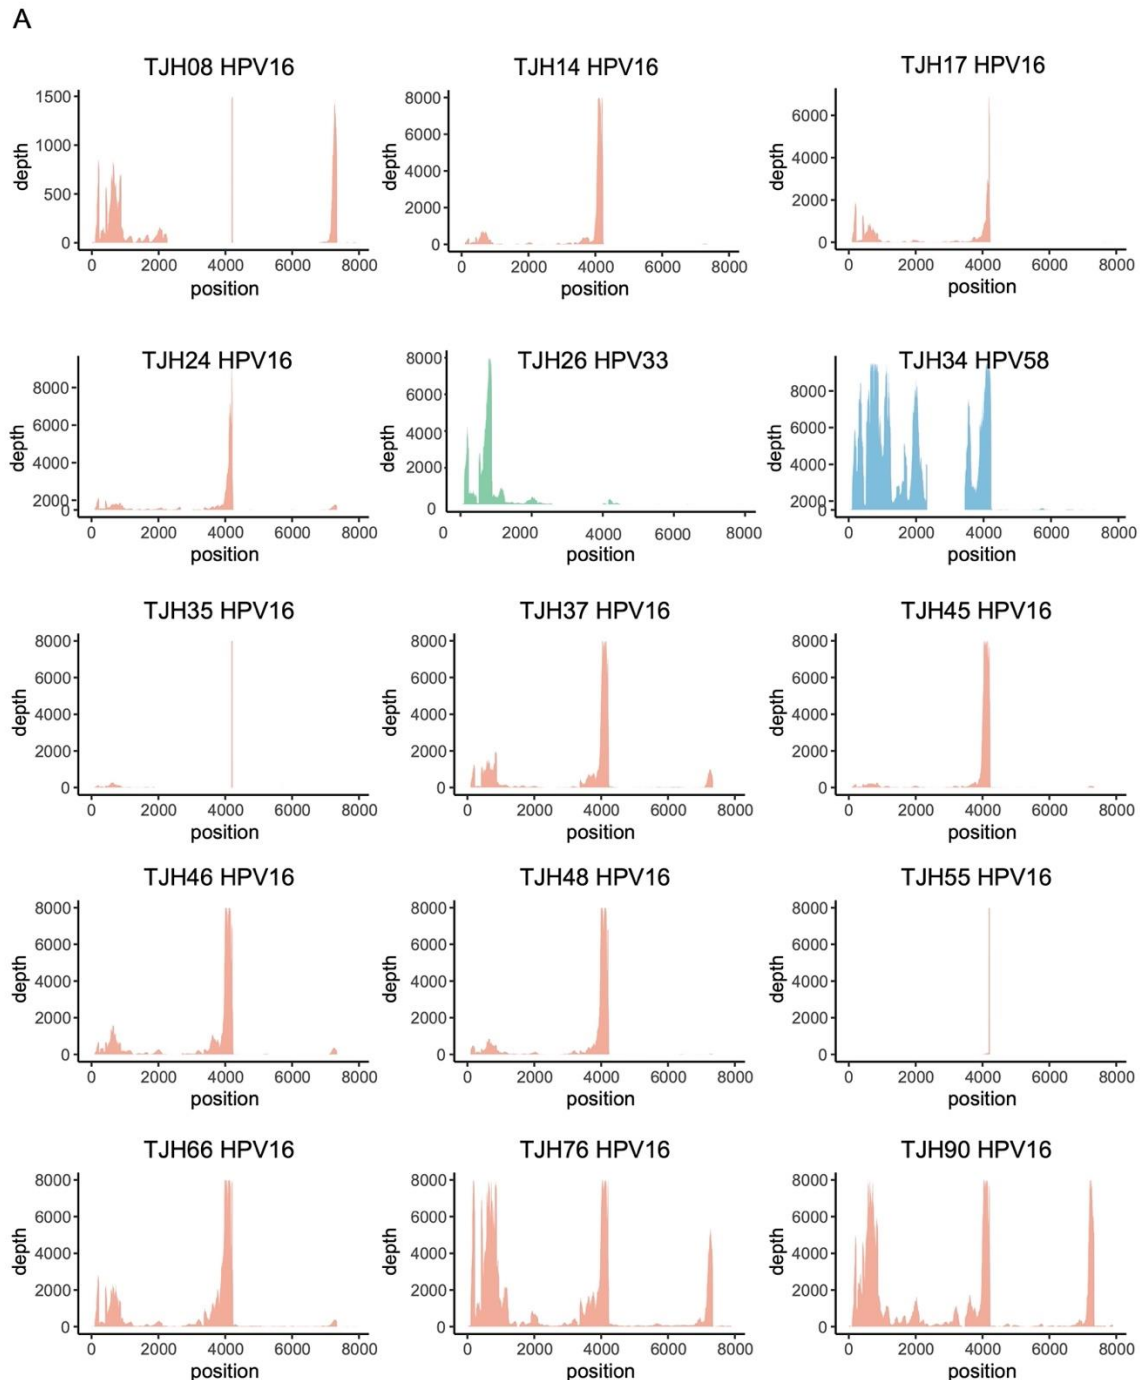 A
TJH08 HPV16
TJH14 HPV16
TJH17 HPV16
depth
1500
1000
500
0
0 2000 4000 6000 8000
position
depth
8000
6000
4000
2000
0
0 2000 4000 6000 8000
position
depth
6000
4000
2000
0
0 2000 4000 6000 8000
position
TJH24 HPV16
TJH26 HPV33
TJH34 HPV58
depth
8000
6000
4000
2000
0
0 2000 4000 6000 8000
position
depth
8000
6000
4000
2000
0
0 2000 4000 6000 8000
position
depth
8000
6000
4000
2000
0
0 2000 4000 6000 8000
position
TJH35 HPV16
TJH37 HPV16
TJH45 HPV16
depth
8000
6000
4000
2000
0
0 2000 4000 6000 8000
position
depth
8000
6000
4000
2000
0
0 2000 4000 6000 8000
position
depth
8000
6000
4000
2000
0
0 2000 4000 6000 8000
position
TJH46 HPV16
TJH48 HPV16
TJH55 HPV16
depth
8000
6000
4000
2000
0
0 2000 4000 6000 8000
position
depth
8000
6000
4000
2000
0
0 2000 4000 6000 8000
position
depth
8000
6000
4000
2000
0
0 2000 4000 6000 8000
position
TJH66 HPV16
TJH76 HPV16
TJH90 HPV16
depth
8000
6000
4000
2000
0
0 2000 4000 6000 8000
position
depth
8000
6000
4000
2000
0
0 2000 4000 6000 8000
position
depth
8000
6000
4000
2000
0
0 2000 4000 6000 8000
position